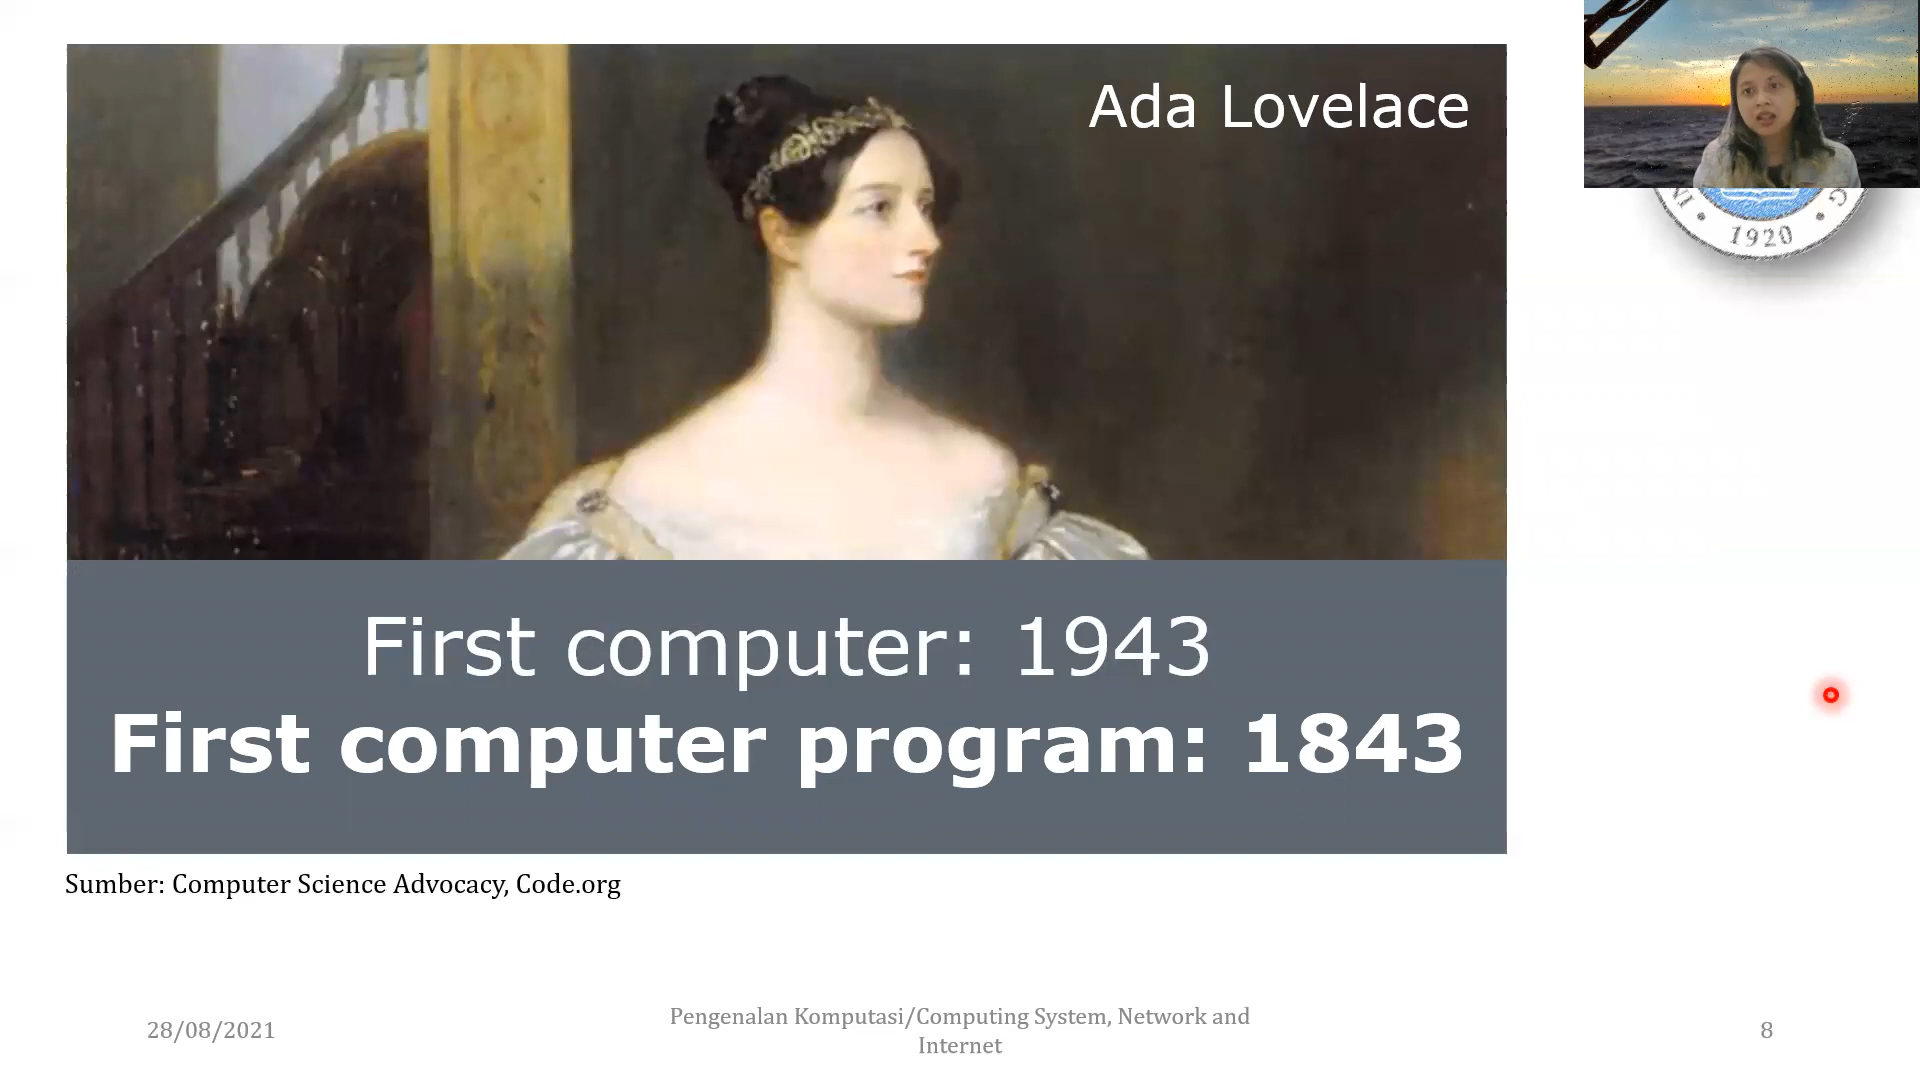 Ada Lovelace
1920
First computer: 1943
First computer program: 1843
Sumber: Computer Science Advocacy, Code.org
28/08/2021
Pengenalan Komputasi/Computing System, Network and
Internet
8